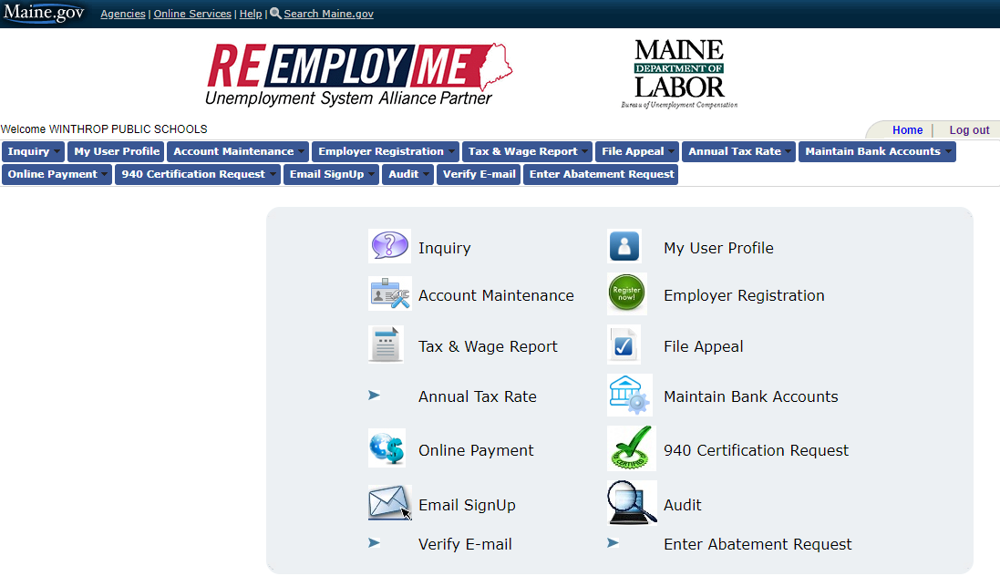 Maine.gov Agencies | Online Services | Help | Search Maine.gov
REEMPLOYME
Unemployment System Alliance Partner
MAINE
DEPARTMENT OF
LABOR
Bureau of Unemployment Compensation
Welcome WINTHROP PUBLIC SCHOOLS
Home | Log out
Inquiry My User Profile Account Maintenance Employer Registration Tax & Wage Report File Appeal Annual Tax Rate Maintain Bank Accounts
Online Payment 940 Certification Request Email SignUp Audit Verify E-mail Enter Abatement Request
Inquiry My User Profile
Account Maintenance Register now! Employer Registration
Tax & Wage Report File Appeal
Annual Tax Rate Maintain Bank Accounts
Online Payment CERTIFIED 940 Certification Request
Email SignUp Audit
Verify E-mail Enter Abatement Request